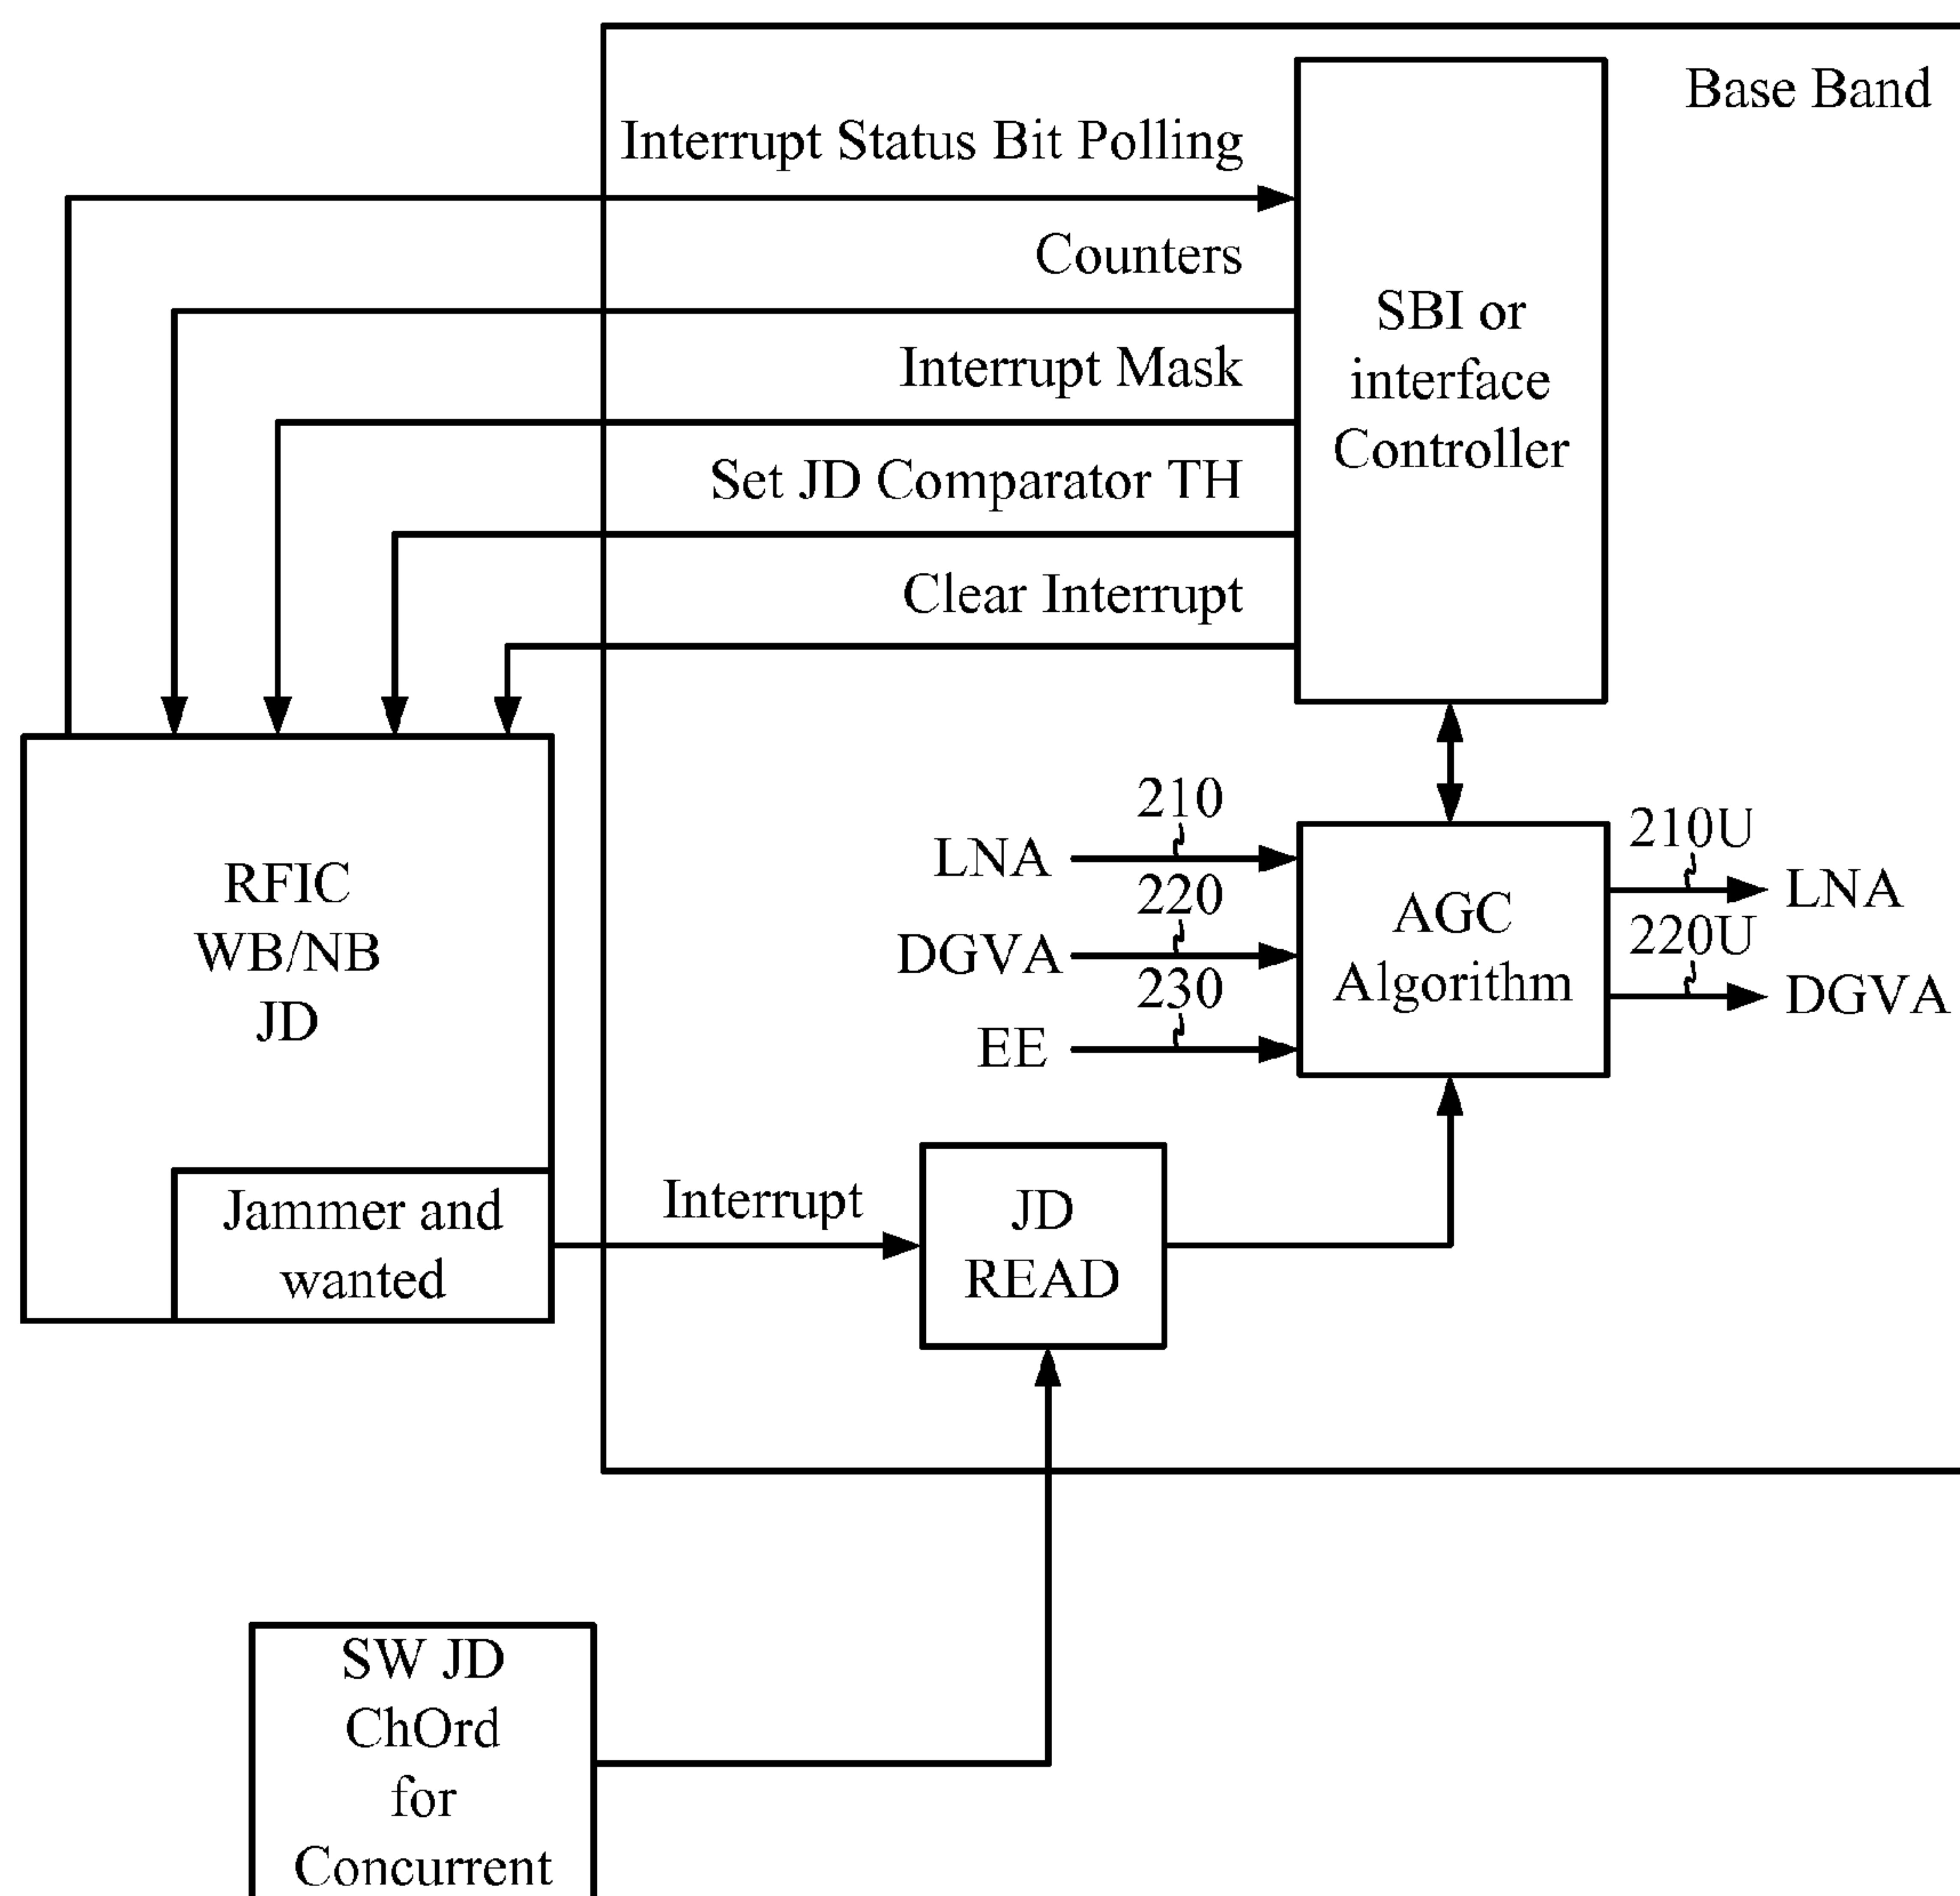 Base Band
Interrupt Status Bit Polling
Counters
Interrupt Mask
Set JD Comparator TH
Clear Interrupt
SBI or
interface
Controller
RFIC
WB/NB
JD
Jammer and
wanted
210
LNA
220
DGVA
230
EE
AGC
Algorithm
210U
LNA
220U
DGVA
Interrupt
JD
READ
SW JD
ChOrd
for
Concurrent